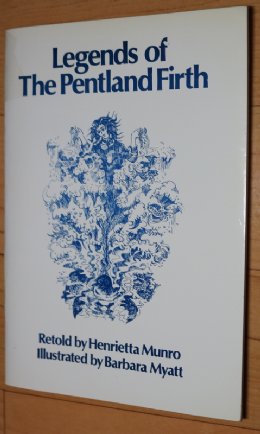 Legends of
The Pentland Firth
Retold by Henrietta Munro
Illustrated by Barbara Myatt